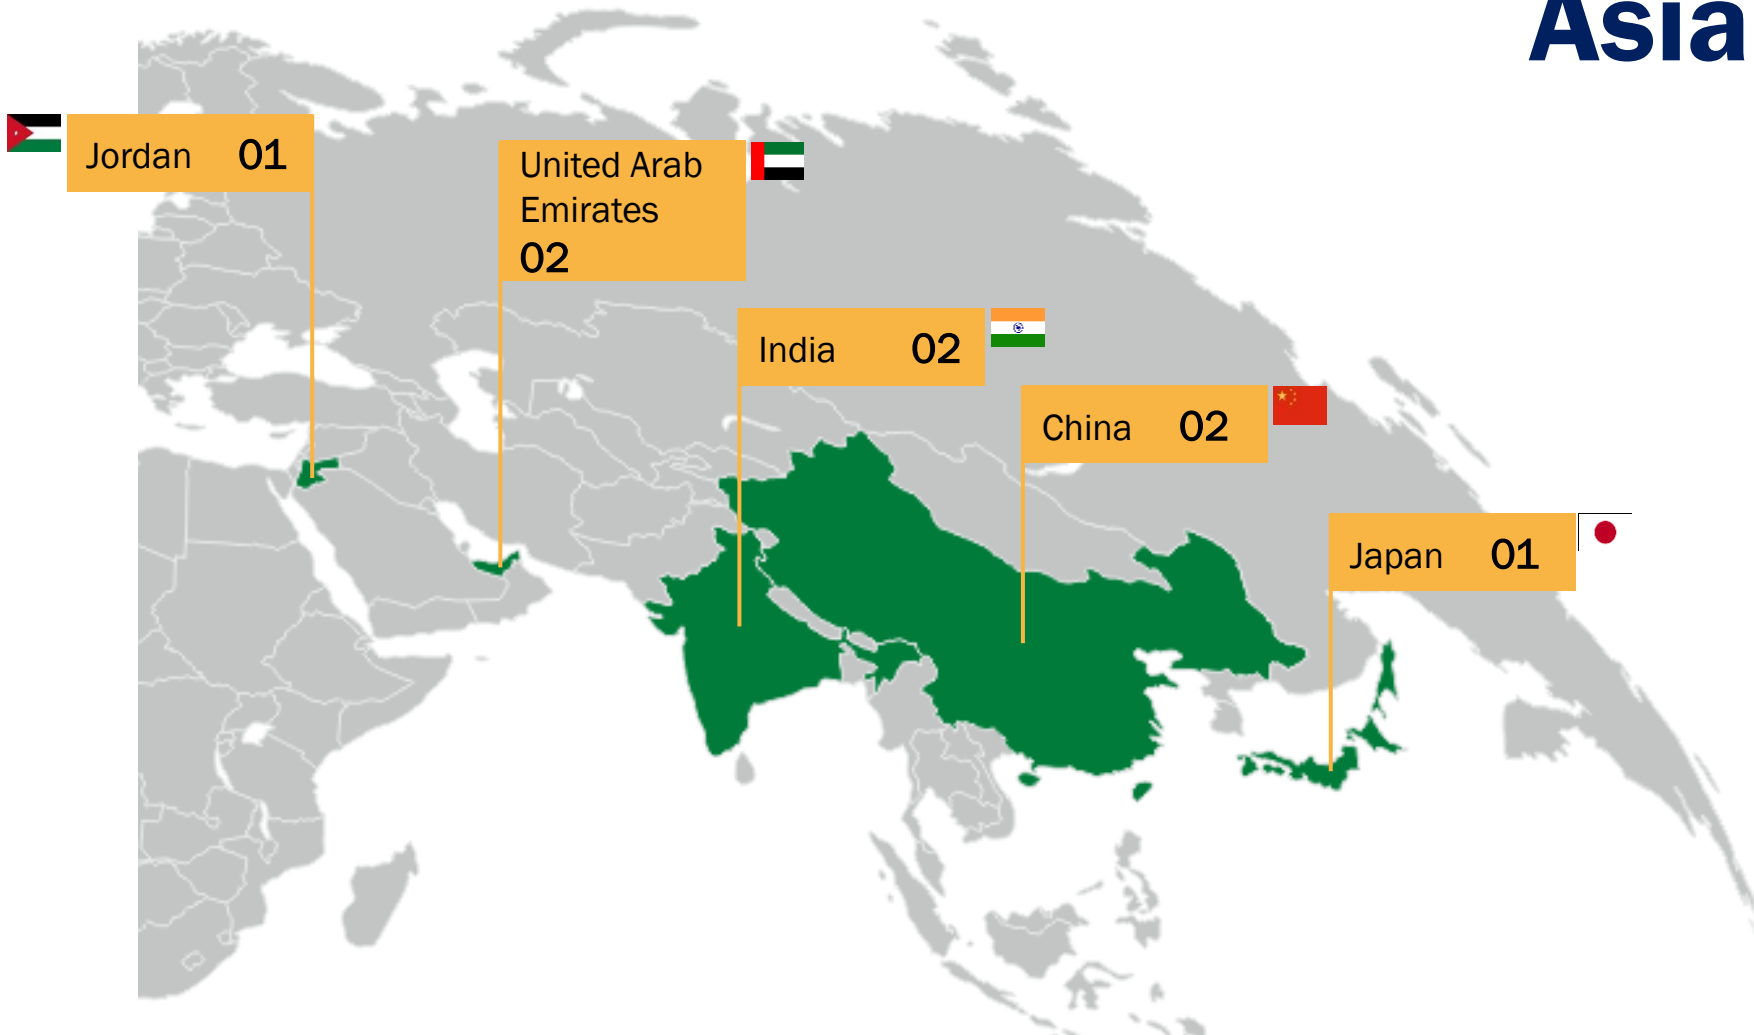 Asia
Jordan 01
United Arab
Emirates
02
India 02
China 02
Japan 01